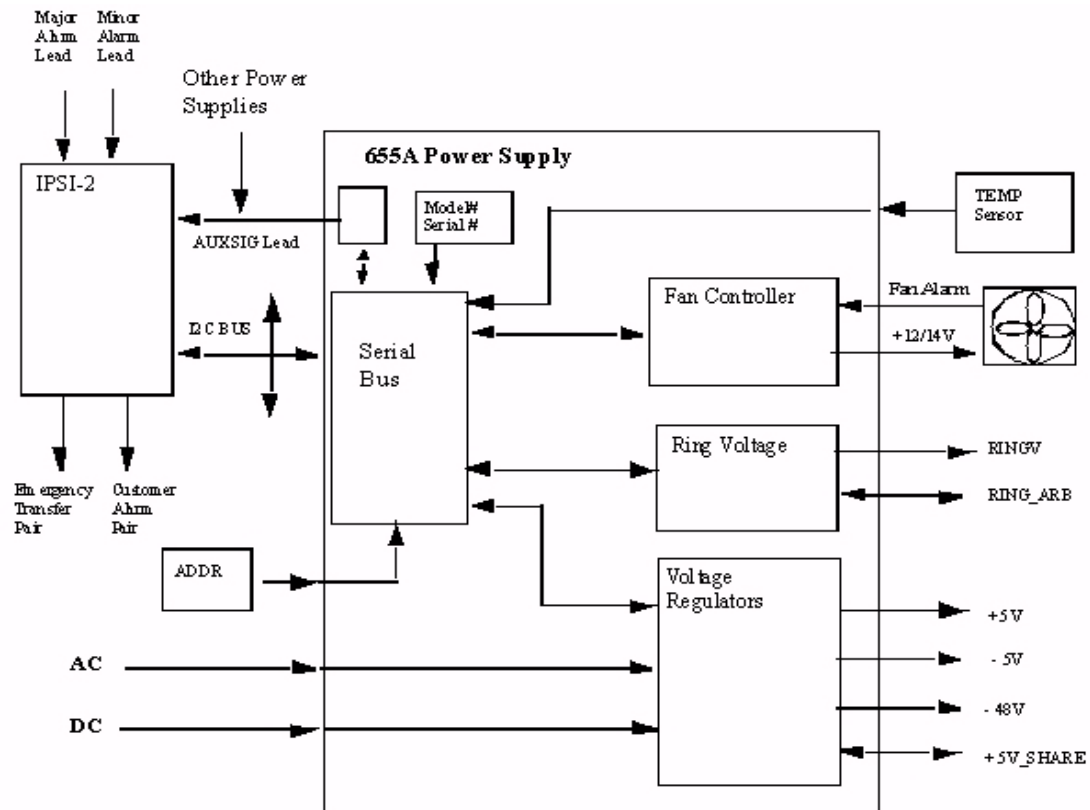 Major
Alarm
Lead
Minor
Alarm
Lead
Other Power
Supplies
655A Power Supply
IPSI-2
AUXSIG Lead
Model#
Serial #
TEMP
Sensor
I2C BUS
Serial
Bus
Fan Controller
Fan Alarm
+12/14V
Ring Voltage
RINGV
RING_ARB
Emergency
Transfer
Pair
Customer
Alarm
Pair
ADDR
Voltage
Regulators
+5V
- 5V
- 48V
+5V_SHARE
AC
DC